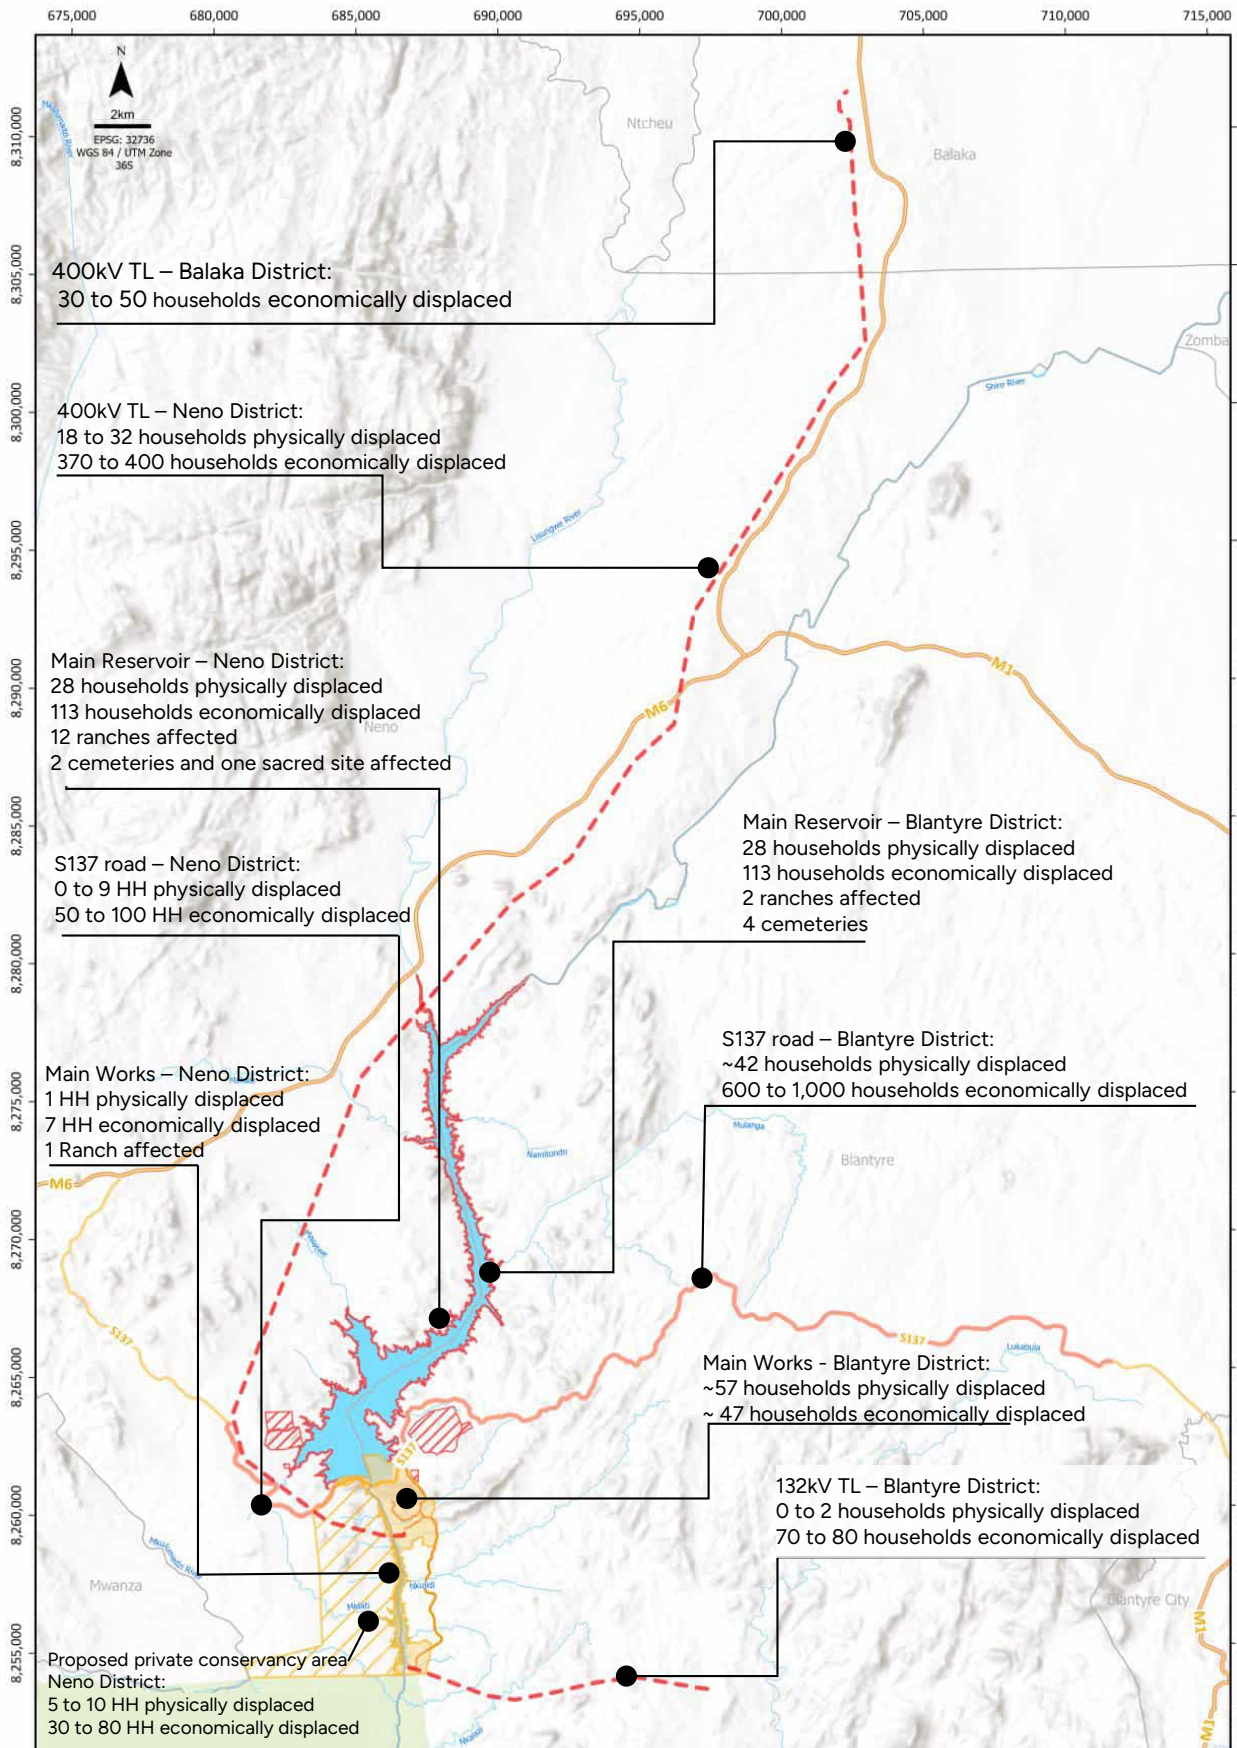 675,000
680,000
685,000
690,000
695,000
700,000
705,000
710,000
715,000
N
2km
EPSG: 32736
WGS 84 / UTM Zone
36S
8,310,000
8,305,000
8,300,000
8,295,000
8,290,000
8,285,000
8,280,000
8,275,000
8,270,000
8,265,000
8,260,000
8,255,000
Ntcheu
Balaka
400kV TL – Balaka District:
30 to 50 households economically displaced
Zomba
Shire River
400kV TL – Neno District:
18 to 32 households physically displaced
370 to 400 households economically displaced
Lisungwe River
Main Reservoir – Neno District:
28 households physically displaced
113 households economically displaced
12 ranches affected
2 cemeteries and one sacred site affected
Neno
M6
M1
Main Reservoir – Blantyre District:
28 households physically displaced
113 households economically displaced
2 ranches affected
4 cemeteries
S137 road – Neno District:
0 to 9 HH physically displaced
50 to 100 HH economically displaced
S137 road – Blantyre District:
~42 households physically displaced
600 to 1,000 households economically displaced
Main Works – Neno District:
1 HH physically displaced
7 HH economically displaced
1 Ranch affected
Mulanga
Namitondo
Blantyre
M6
S137
S137
Lukabula
Main Works - Blantyre District:
~57 households physically displaced
~ 47 households economically displaced
S137
132kV TL – Blantyre District:
0 to 2 households physically displaced
70 to 80 households economically displaced
Mwanza
Blantyre City
M1
M1
Proposed private conservancy area
Neno District:
5 to 10 HH physically displaced
30 to 80 HH economically displaced